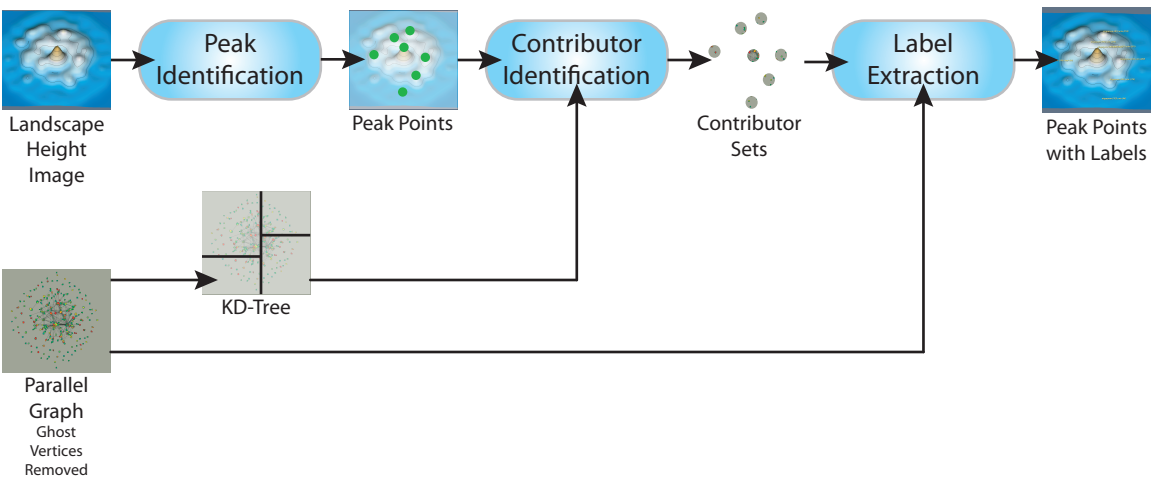 Peak
Identification
Contributor
Identification
Label
Extraction
Landscape
Height
Image
Peak Points
Contributor
Sets
Peak Points
with Labels
KD-Tree
Parallel
Graph
Ghost
Vertices
Removed